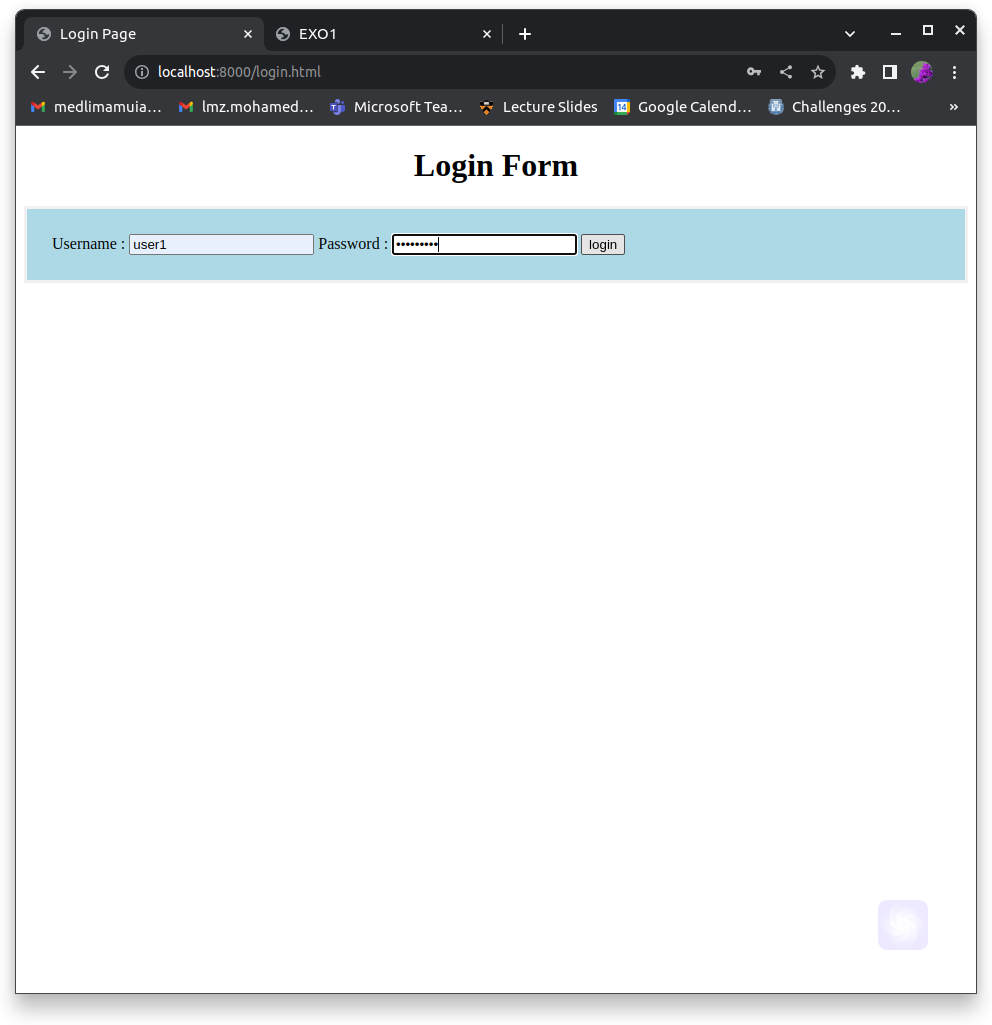 Login Page EXO1
localhost:8000/login.html
medlimamuia... lmz.mohamed... Microsoft Tea... Lecture Slides 14 Google Calend... Challenges 20... »
Login Form
Username : user1 Password : ••••••••• login